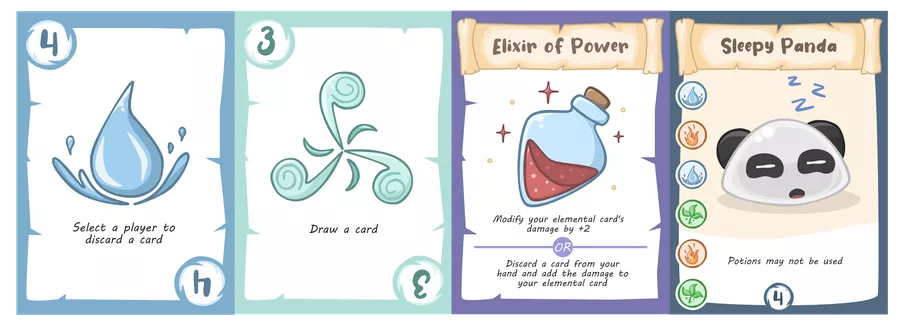 4
Select a player to
discard a card
4
3
Draw a card
3
Elixir of Power
Modify your elemental card's
damage by +2
OR
Discard a card from your
hand and add the damage to
your elemental card
Sleepy Panda
z
z
z
Potions may not be used
4